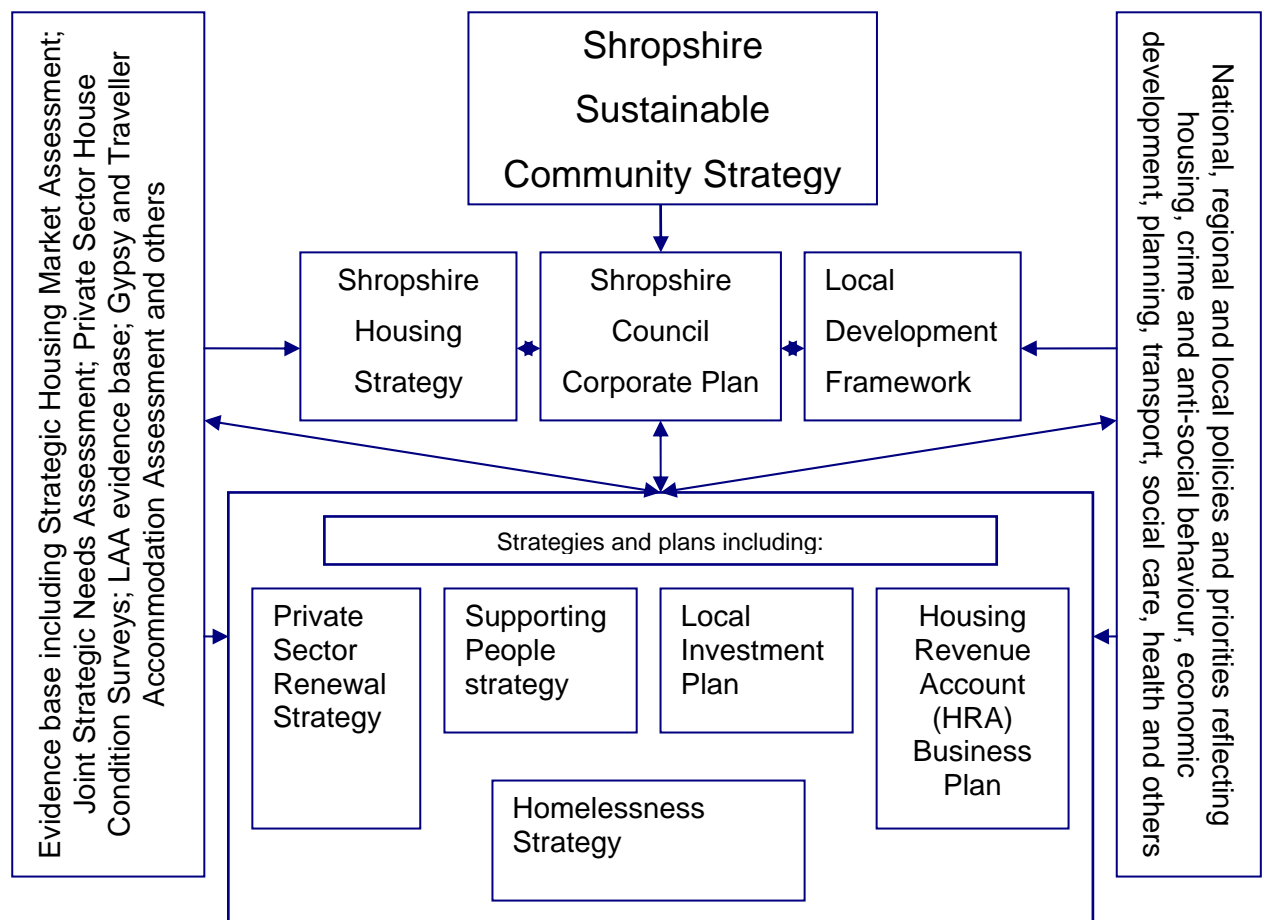 Evidence base including Strategic Housing Market Assessment;
Joint Strategic Needs Assessment; Private Sector House
Condition Surveys; LAA evidence base; Gypsy and Traveller
Accommodation Assessment and others
Shropshire
Sustainable
Community Strategy
Shropshire
Housing
Strategy
Shropshire
Council
Corporate Plan
Local
Development
Framework
Strategies and plans including:
Private
Sector
Renewal
Strategy
Supporting
People
strategy
Local
Investment
Plan
Housing
Revenue
Account
(HRA)
Business
Plan
Homelessness
Strategy
National, regional and local policies and priorities reflecting
housing, crime and anti-social behaviour, economic
development, planning, transport, social care, health and others